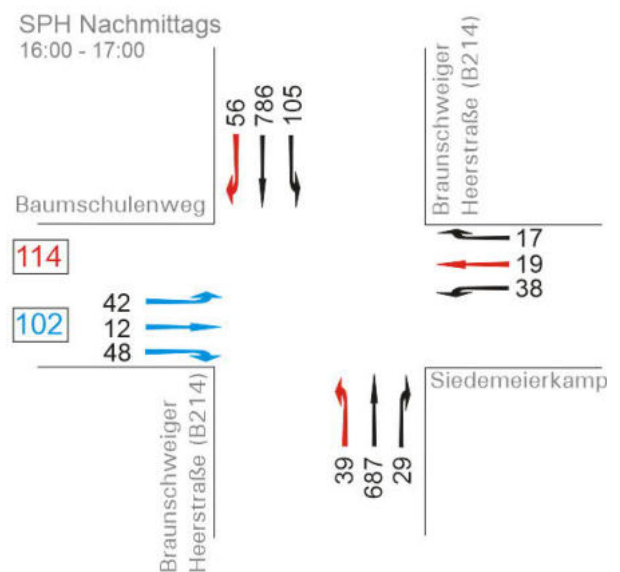 SPH Nachmittags
16:00 - 17:00
56
786
105
Braunschweiger
Heerstraße (B214)
Baumschulenweg
114
102
42
12
48
17
19
38
Siedemeierkamp
Braunschweiger
Heerstraße (B214)
39
687
29